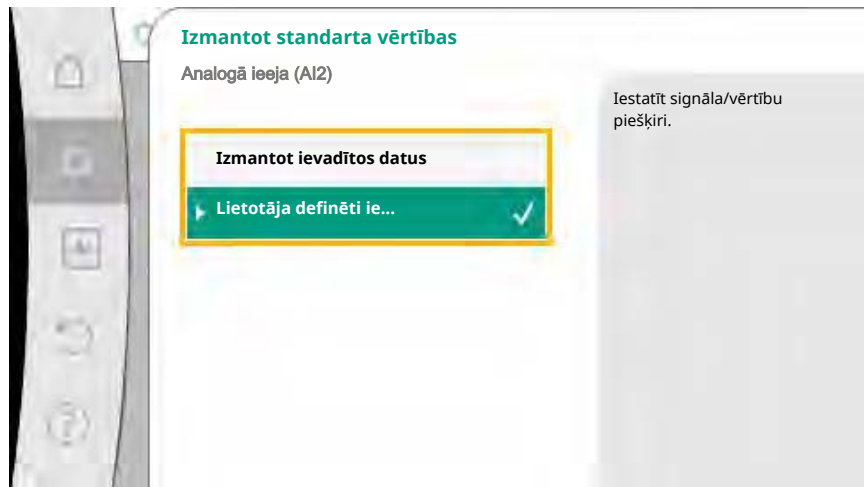 Izmantot standarta vērtības
Analogā ieeja (AI2)
Iestatīt signāla/vērtību
piešķiri.
Izmantot ievadītos datus
Lietotāja definēti ie...